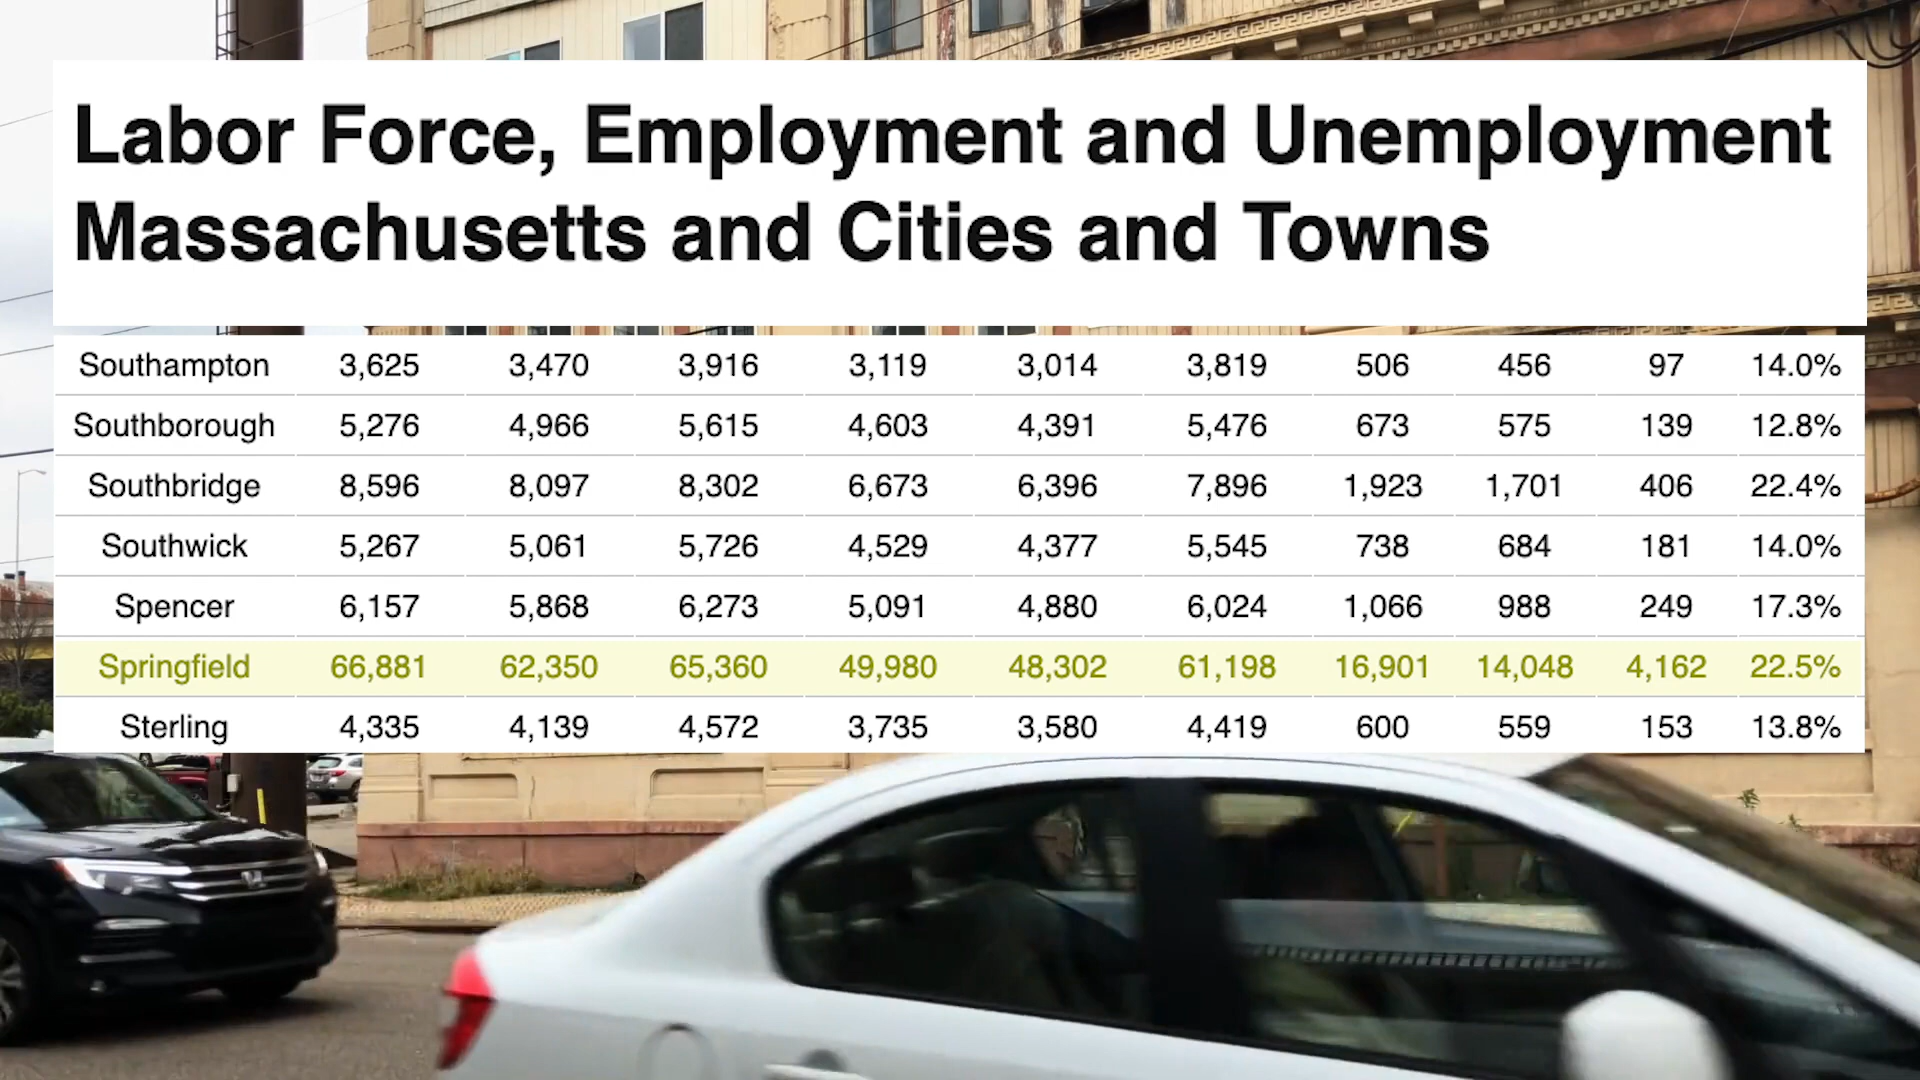 Labor Force, Employment and Unemployment
Massachusetts and Cities and Towns
Southampton 3,625 3,470 3,916 3,119 3,014 3,819 506 456 97 14.0%
Southborough 5,276 4,966 5,615 4,603 4,391 5,476 673 575 139 12.8%
Southbridge 8,596 8,097 8,302 6,673 6,396 7,896 1,923 1,701 406 22.4%
Southwick 5,267 5,061 5,726 4,529 4,377 5,545 738 684 181 14.0%
Spencer 6,157 5,868 6,273 5,091 4,880 6,024 1,066 988 249 17.3%
Springfield 66,881 62,350 65,360 49,980 48,302 61,198 16,901 14,048 4,162 22.5%
Sterling 4,335 4,139 4,572 3,735 3,580 4,419 600 559 153 13.8%